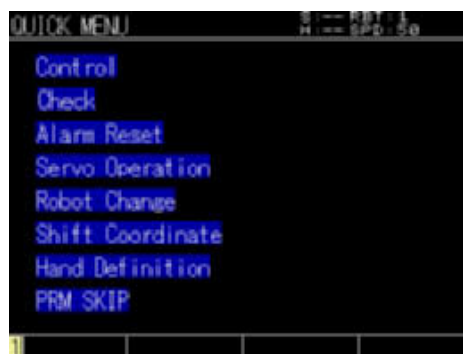 QUICK MENU
S:-- RBT:1
H:-- SPD:50
Control
Check
Alarm Reset
Servo Operation
Robot Change
Shift Coordinate
Hand Definition
PRM SKIP
1